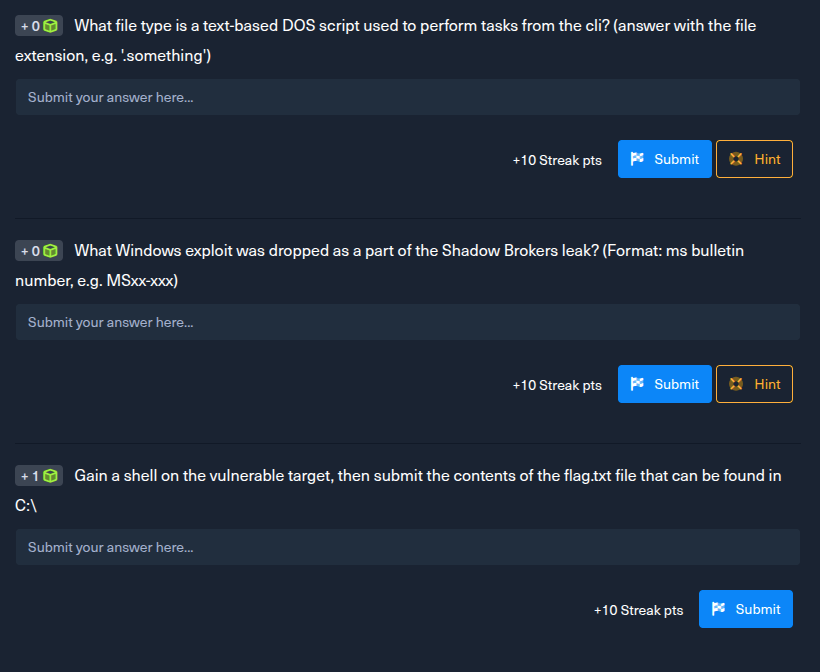 + 0 What file type is a text-based DOS script used to perform tasks from the cli? (answer with the file
extension, e.g. '.something')
Submit your answer here...
+10 Streak pts Submit Hint
+ 0 What Windows exploit was dropped as a part of the Shadow Brokers leak? (Format: ms bulletin
number, e.g. MSxx-xxx)
Submit your answer here...
+10 Streak pts Submit Hint
+ 1 Gain a shell on the vulnerable target, then submit the contents of the flag.txt file that can be found in
C:\
Submit your answer here...
+10 Streak pts Submit